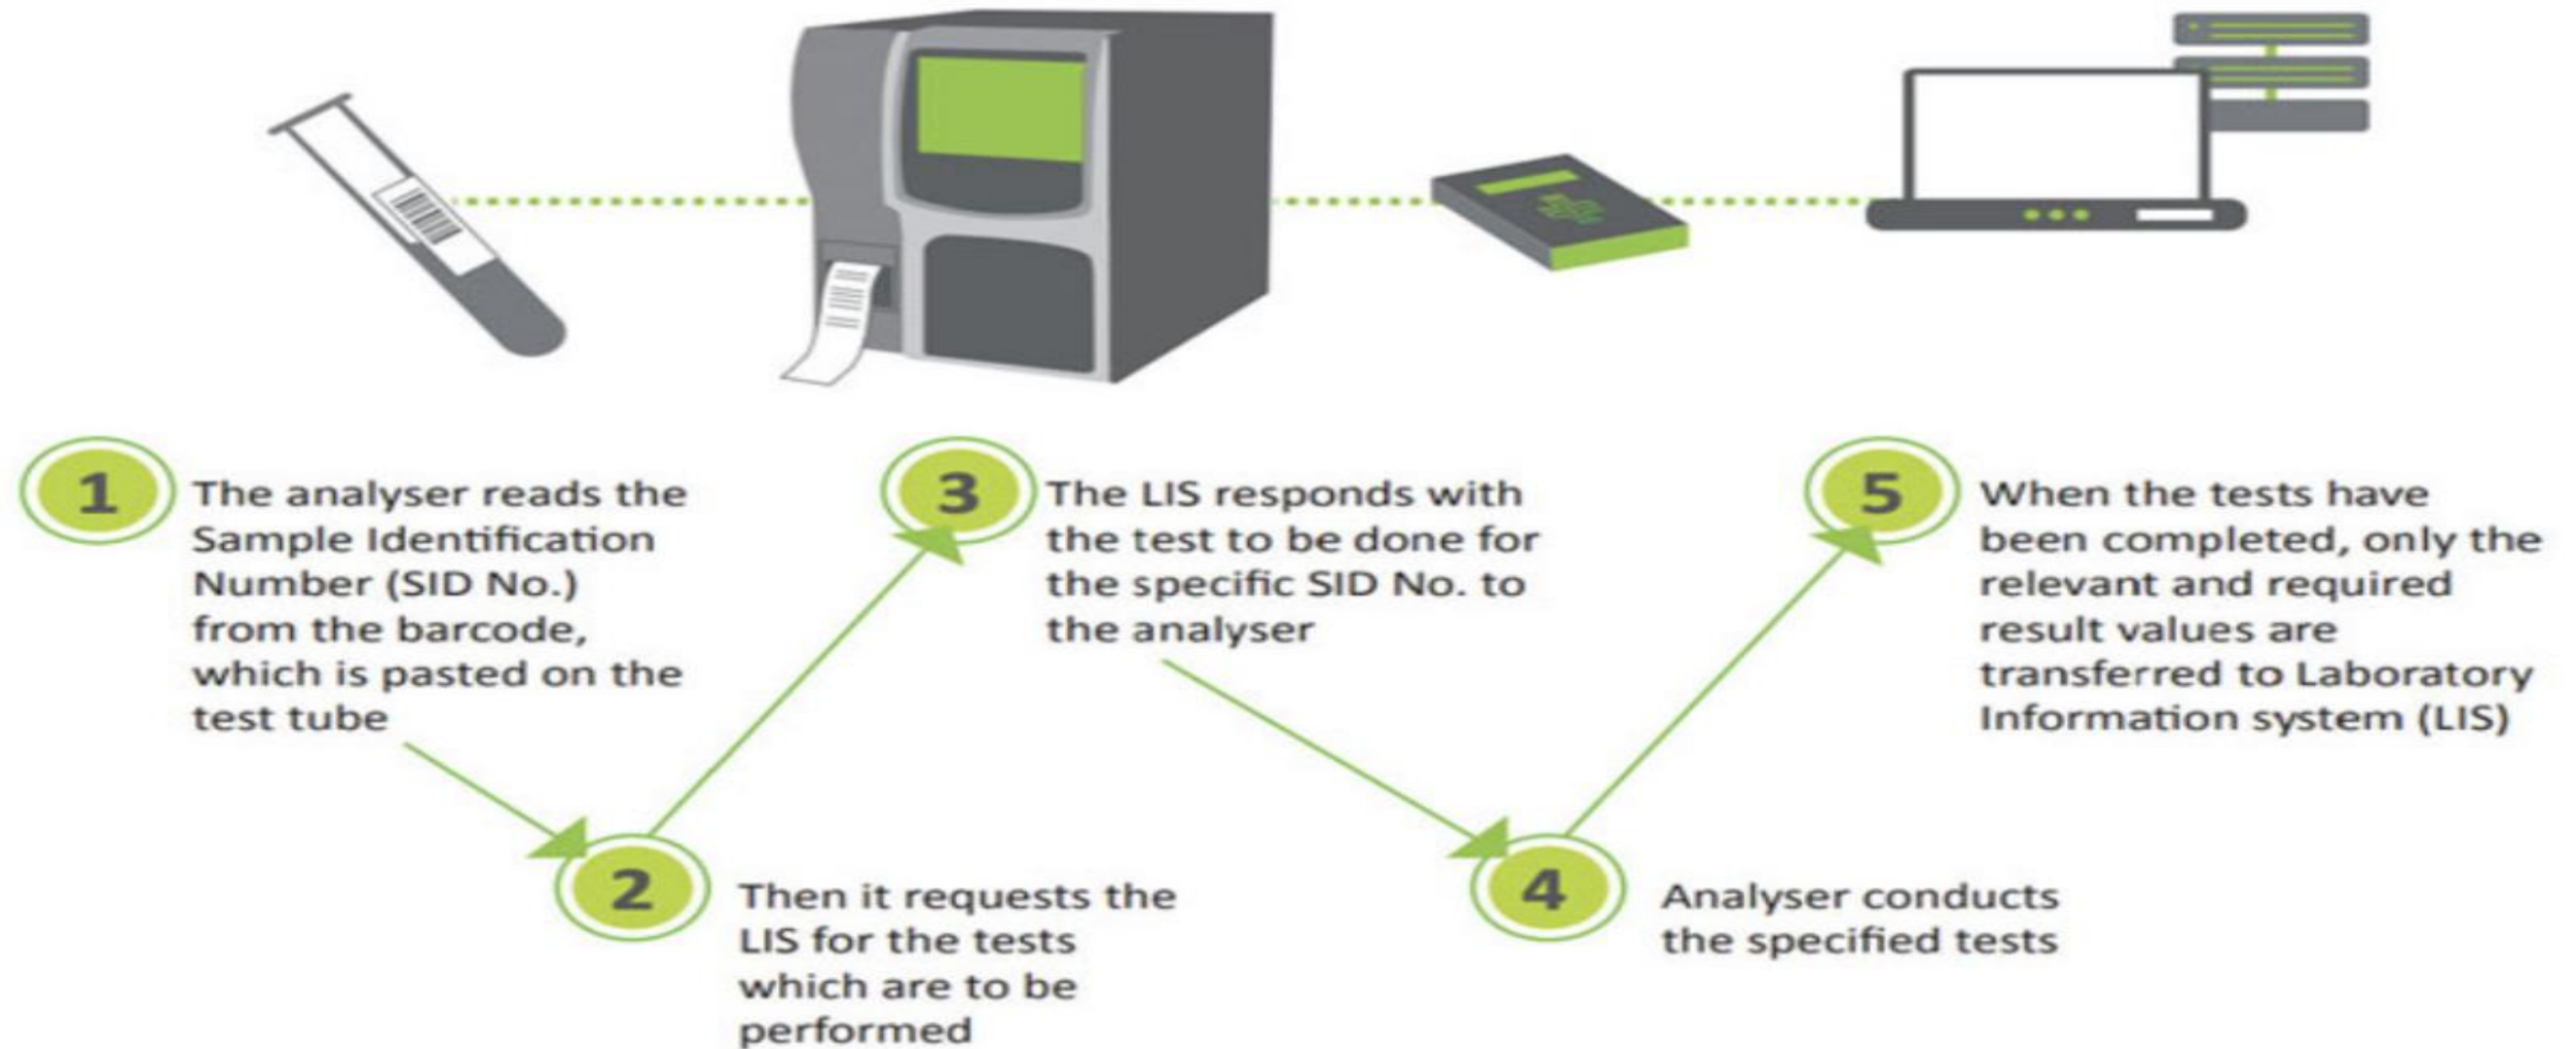 1
The analyser reads the
Sample Identification
Number (SID No.)
from the barcode,
which is pasted on the
test tube
2
Then it requests the
LIS for the tests
which are to be
performed
3
The LIS responds with
the test to be done for
the specific SID No. to
the analyser
4
Analyser conducts
the specified tests
5
When the tests have
been completed, only the
relevant and required
result values are
transferred to Laboratory
Information system (LIS)